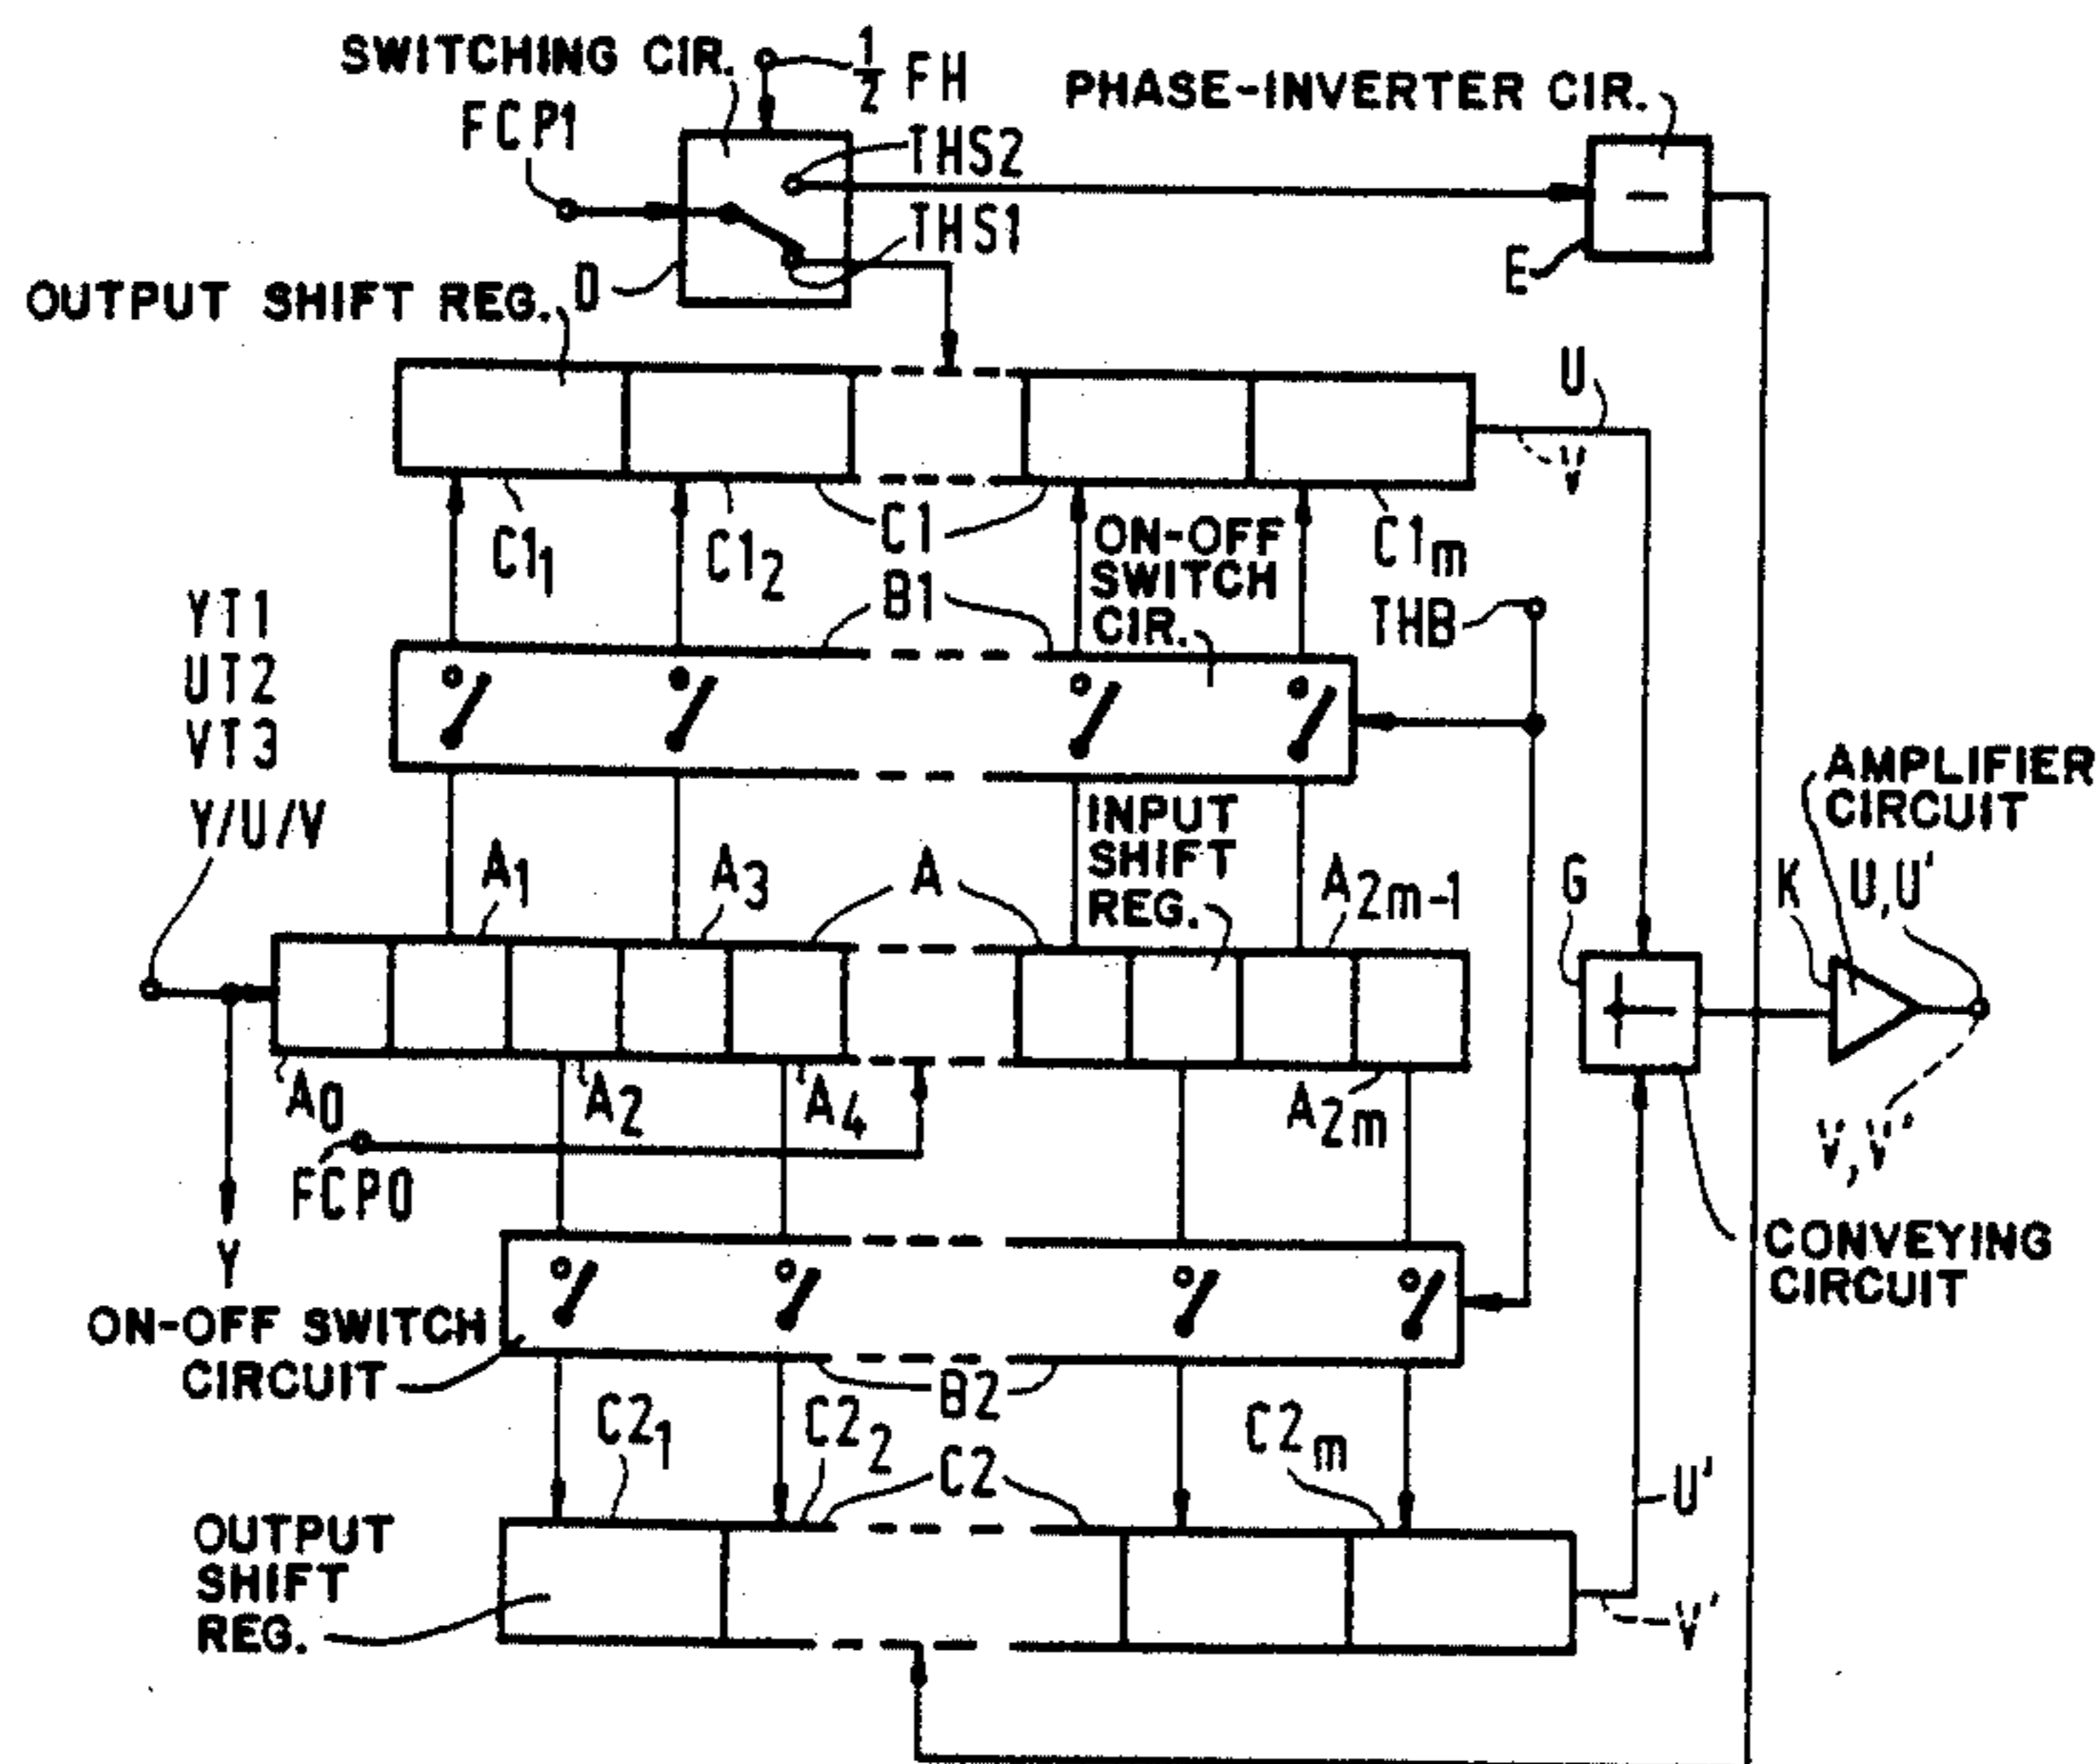 SWITCHING CIR.
1/2 FH
PHASE-INVERTER CIR.
FCP1
THS2
THS1
D
E
OUTPUT SHIFT REG.
U
V
C1
C1₁
C1₂
C1ₘ
ON-OFF
SWITCH
CIR.
B1
THB
YT1
UT2
VT3
Y/U/V
AMPLIFIER
CIRCUIT
INPUT
SHIFT
REG.
A₁
A₃
A
A₂ₘ₋₁
G
K
U,U'
A₀
A₂
A₄
A₂ₘ
FCP0
V,V'
Y
CONVEYING
CIRCUIT
ON-OFF SWITCH
CIRCUIT
B2
C2₁
C2₂
C2
C2ₘ
U'
OUTPUT
SHIFT
REG.
V'